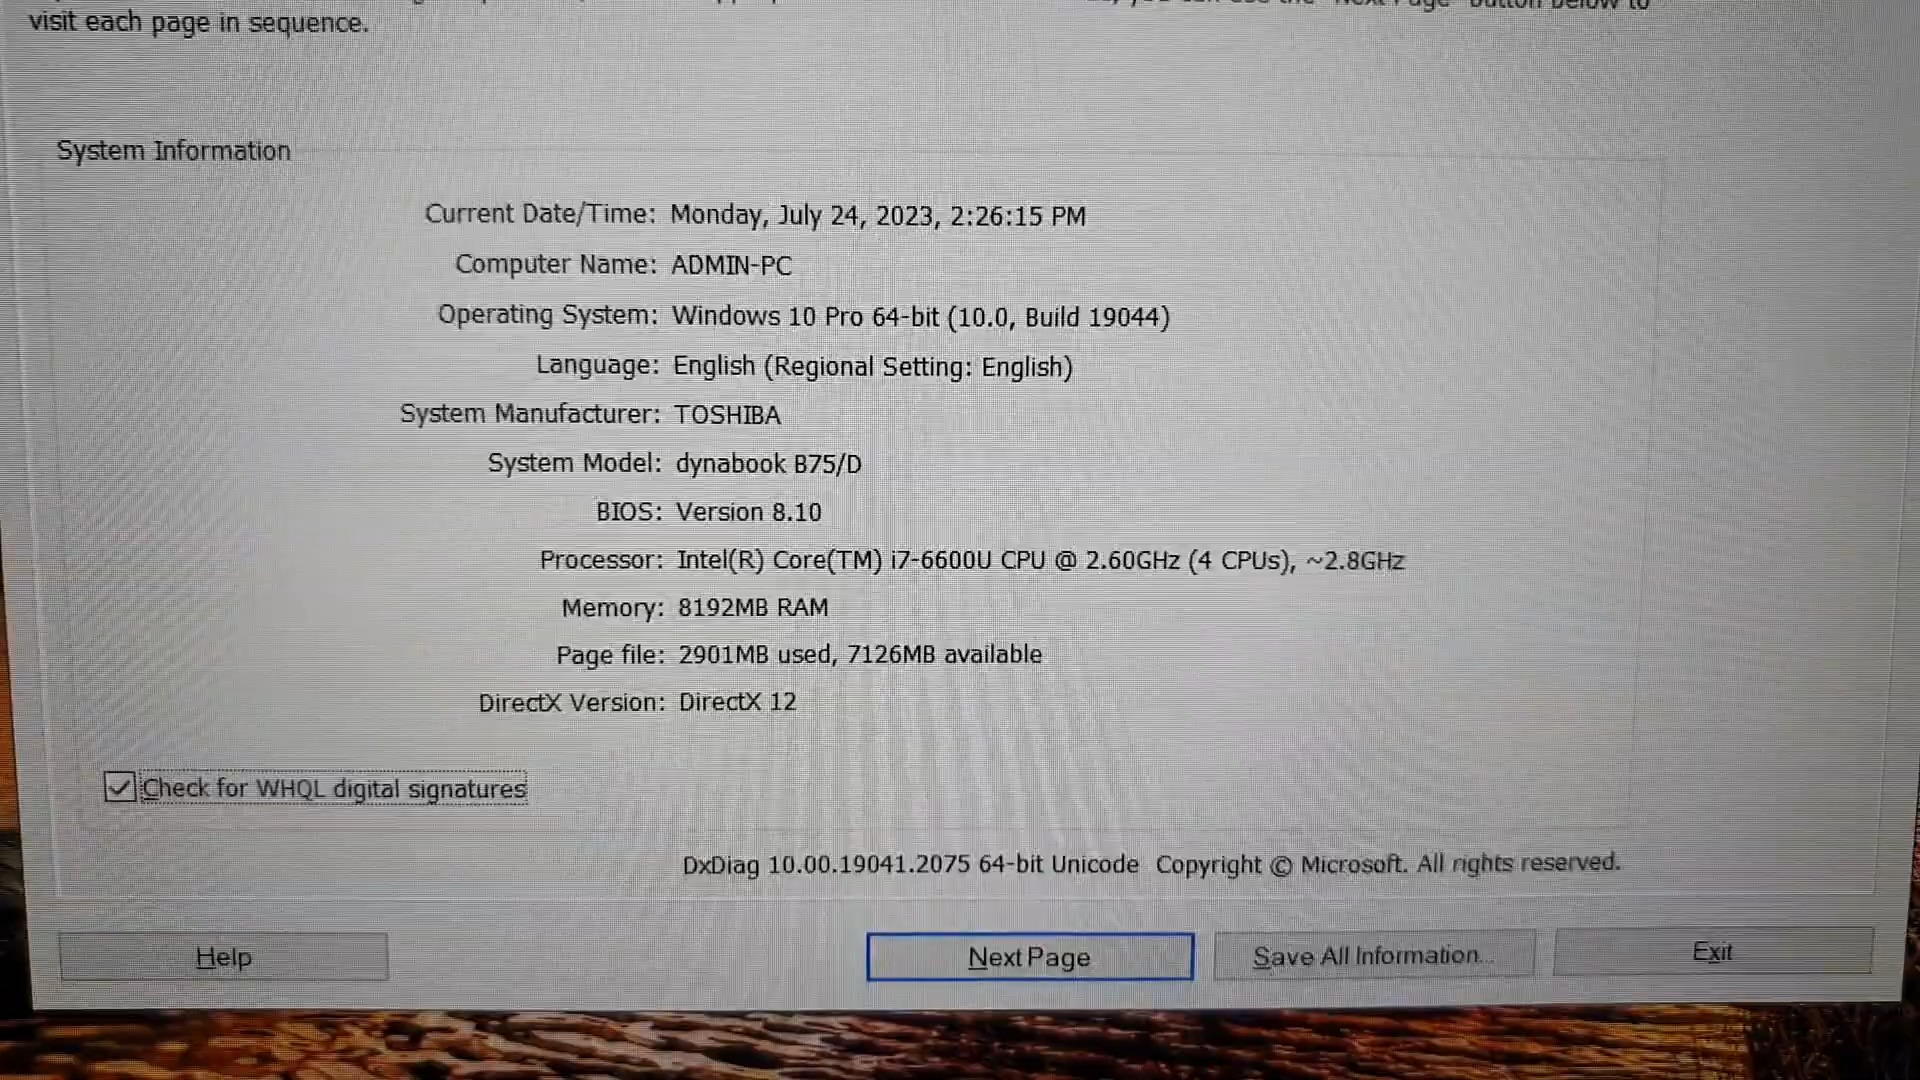 visit each page in sequence.
System Information
Current Date/Time: Monday, July 24, 2023, 2:26:15 PM
Computer Name: ADMIN-PC
Operating System: Windows 10 Pro 64-bit (10.0, Build 19044)
Language: English (Regional Setting: English)
System Manufacturer: TOSHIBA
System Model: dynabook B75/D
BIOS: Version 8.10
Processor: Intel(R) Core(TM) i7-6600U CPU @ 2.60GHz (4 CPUs), ~2.8GHz
Memory: 8192MB RAM
Page file: 2901MB used, 7126MB available
DirectX Version: DirectX 12
Check for WHQL digital signatures
DxDiag 10.00.19041.2075 64-bit Unicode Copyright © Microsoft. All rights reserved.
Help Next Page Save All Information... Exit